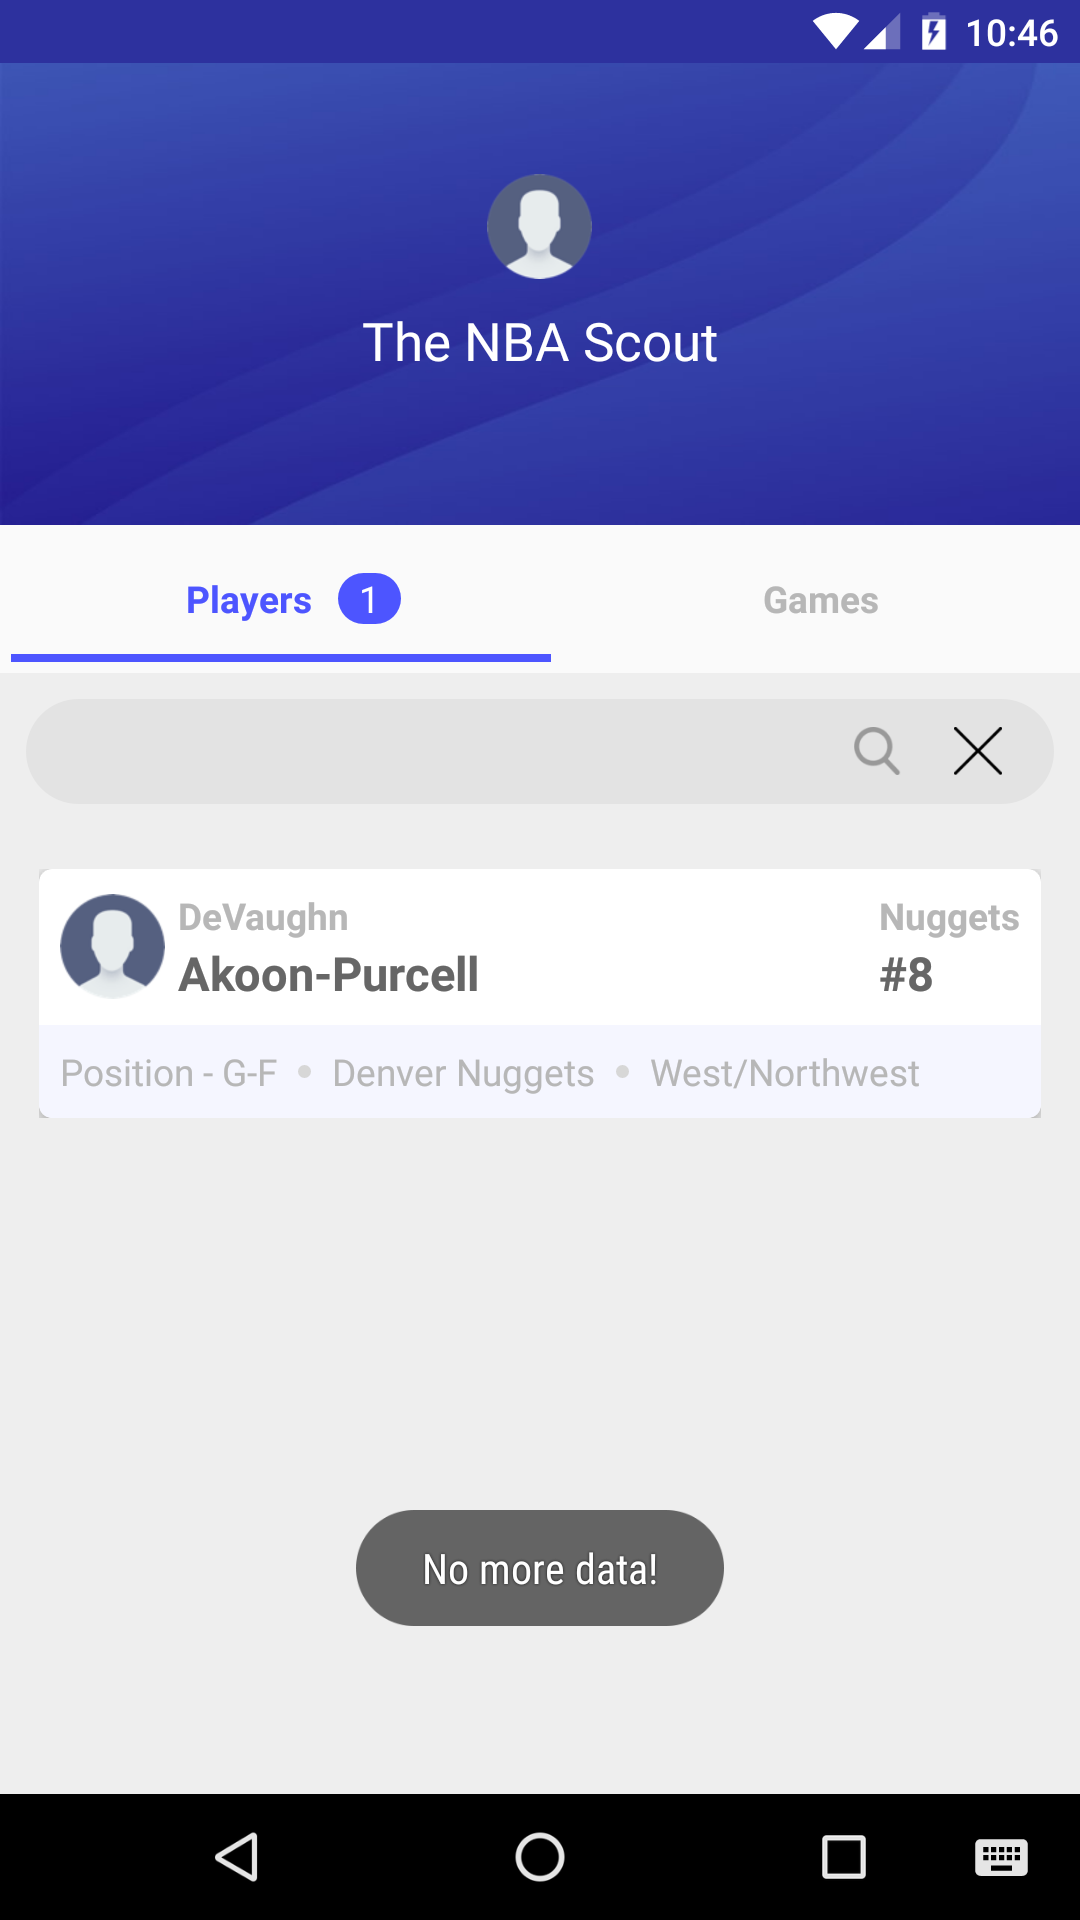 10:46
The NBA Scout
Players 1 Games
DeVaughn Nuggets
Akoon-Purcell #8
Position - G-F • Denver Nuggets • West/Northwest
No more data!